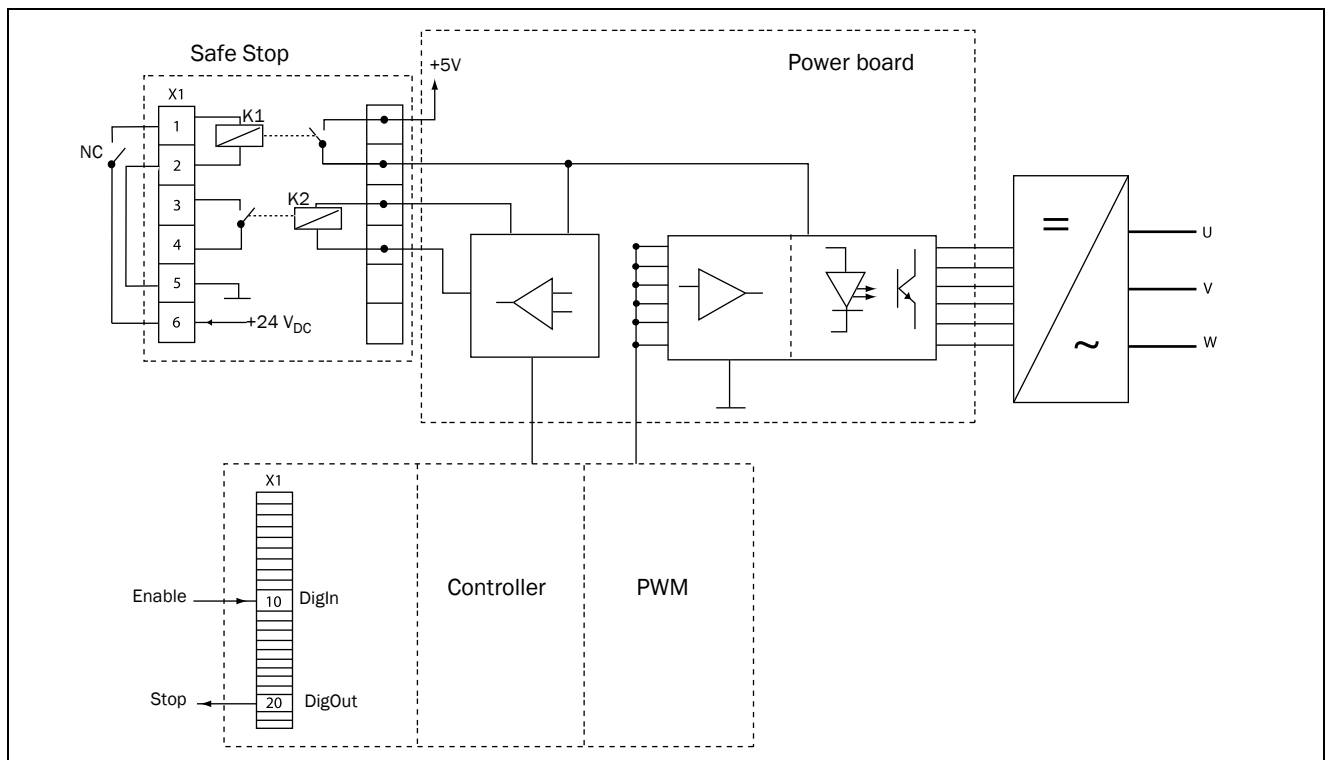 Safe Stop
Power board
+5V
X1
K1
1
NC
2
K2
3
4
5
6
+24 VDC
=
~
U
V
W
X1
Controller
PWM
Enable
10
DigIn
Stop
20
DigOut